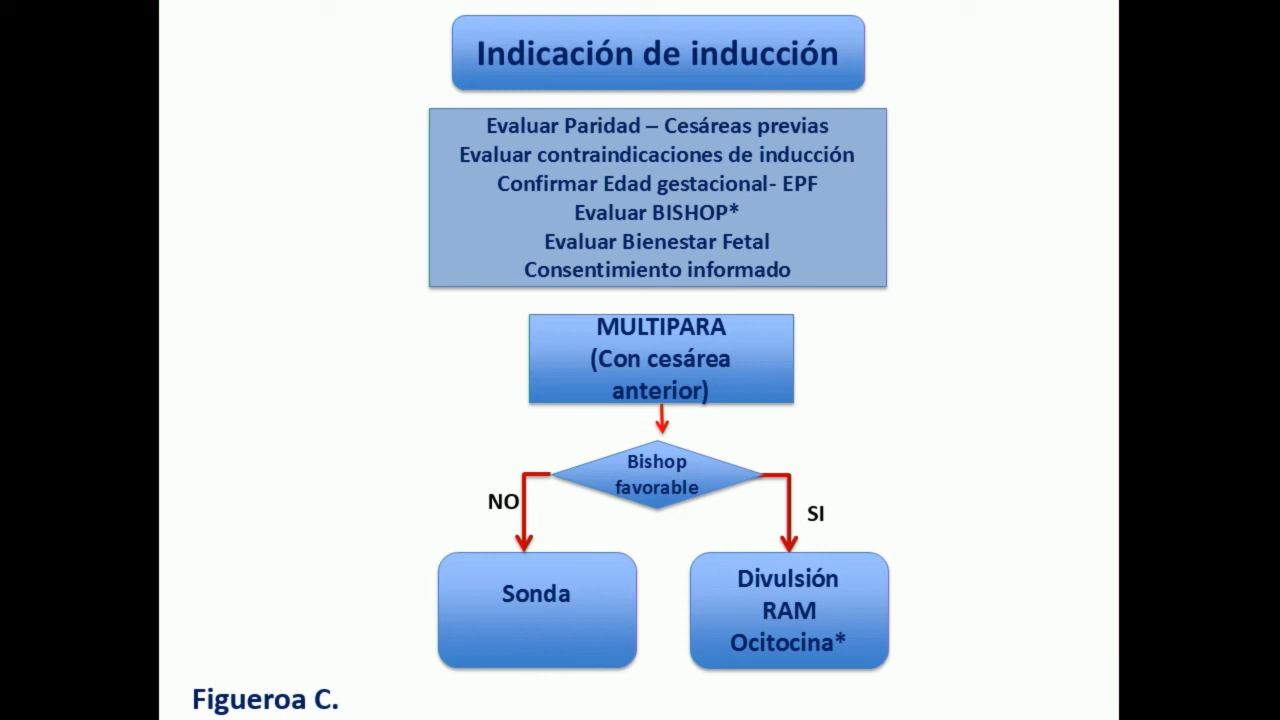 Indicación de inducción
Evaluar Paridad – Cesáreas previas
Evaluar contraindicaciones de inducción
Confirmar Edad gestacional- EPF
Evaluar BISHOP*
Evaluar Bienestar Fetal
Consentimiento informado
MULTIPARA
(Con cesárea
anterior)
Bishop
favorable
NO
SI
Sonda
Divulsión
RAM
Ocitocina*
Figueroa C.